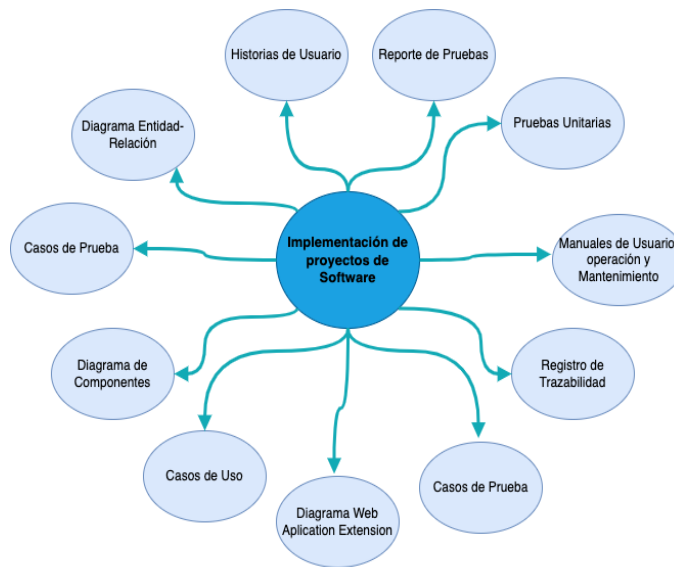 Historias de Usuario
Reporte de Pruebas
Diagrama Entidad-
Relación
Pruebas Unitarias
Casos de Prueba
Implementación de
proyectos de
Software
Manuales de Usuario,
operación y
Mantenimiento
Diagrama de
Componentes
Registro de
Trazabilidad
Casos de Uso
Casos de Prueba
Diagrama Web
Aplication Extension